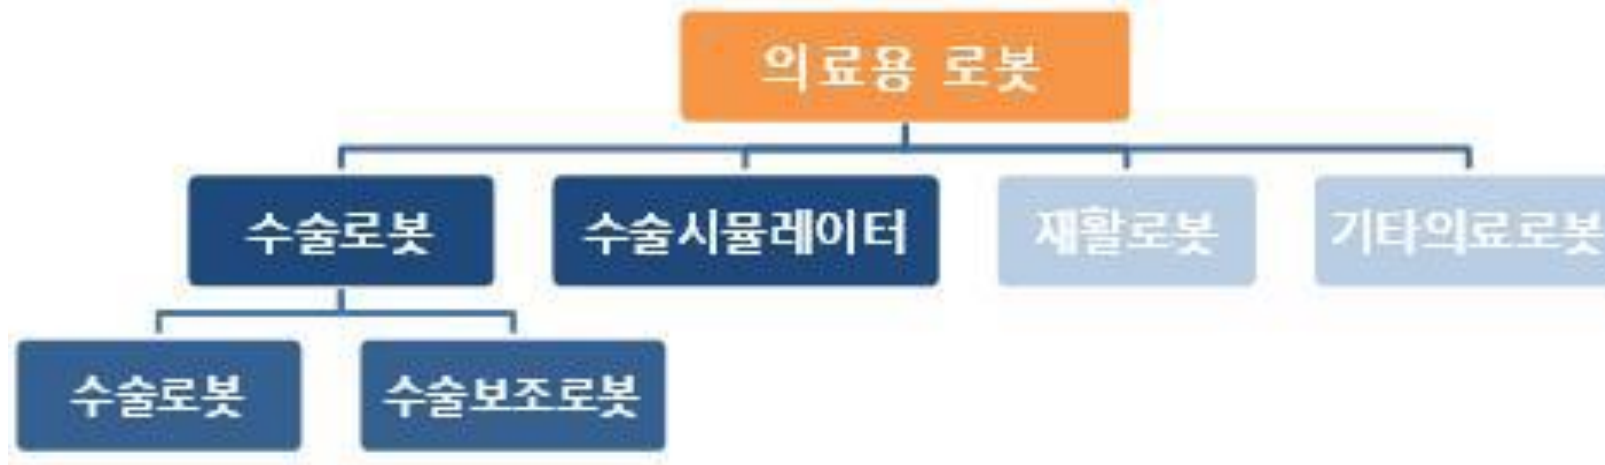 의료용 로봇
수술로봇 수술시뮬레이터 재활로봇 기타의료로봇
수술로봇 수술보조로봇